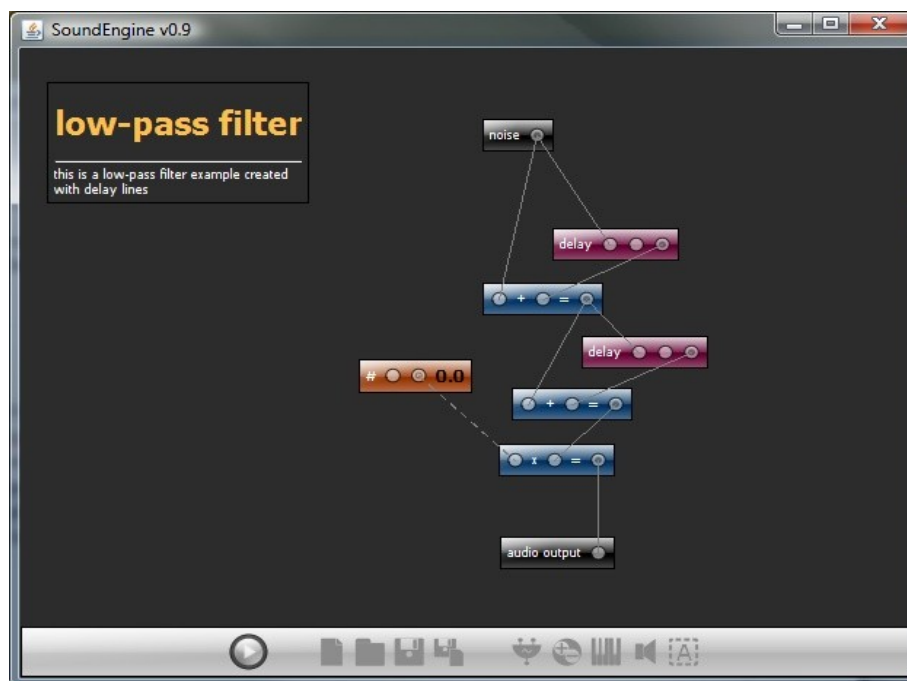 SoundEngine v0.9
low-pass filter
this is a low-pass filter example created
with delay lines
noise
delay
+ =
delay
# 0.0
+ =
x =
audio output
A